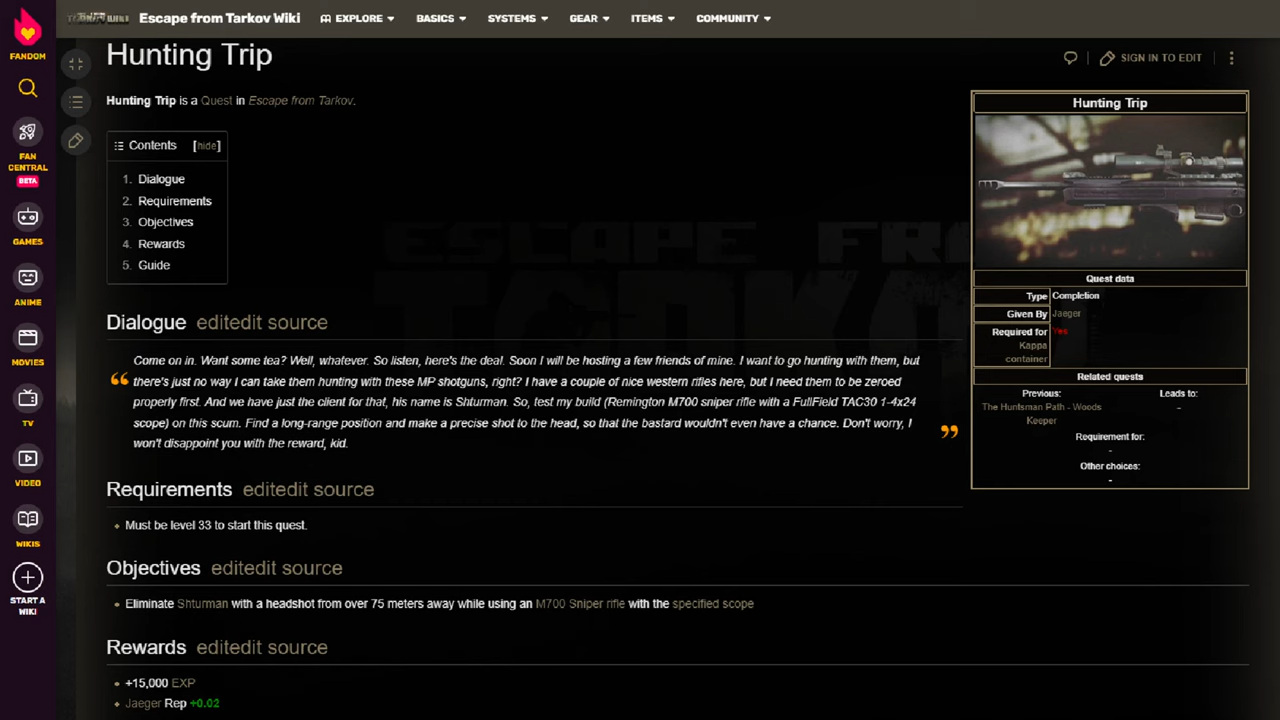 FANDOM
FAN
CENTRAL
BETA
GAMES
ANIME
MOVIES
TV
VIDEO
WIKIS
START A
WIKI
Escape from Tarkov Wiki
EXPLORE
BASICS
SYSTEMS
GEAR
ITEMS
COMMUNITY
Hunting Trip
SIGN IN TO EDIT
Hunting Trip is a Quest in Escape from Tarkov.
Contents [hide]
1. Dialogue
2. Requirements
3. Objectives
4. Rewards
5. Guide
Dialogue editedit source
“ Come on in. Want some tea? Well, whatever. So listen, here's the deal. Soon I will be hosting a few friends of mine. I want to go hunting with them, but
there's just no way I can take them hunting with these MP shotguns, right? I have a couple of nice western rifles here, but I need them to be zeroed
properly first. And we have just the client for that, his name is Shturman. So, test my build (Remington M700 sniper rifle with a FullField TAC30 1-4x24
scope) on this scum. Find a long-range position and make a precise shot to the head, so that the bastard wouldn't even have a chance. Don't worry, I
won't disappoint you with the reward, kid. ”
Requirements editedit source
Must be level 33 to start this quest.
Objectives editedit source
Eliminate Shturman with a headshot from over 75 meters away while using an M700 Sniper rifle with the specified scope
Rewards editedit source
+15,000 EXP
Jaeger Rep +0.02
Hunting Trip
Quest data
Type Completion
Given By Jaeger
Required for Yes
Kappa
container
Related quests
Previous: Leads to:
The Huntsman Path - Woods -
Keeper
Requirement for:
-
Other choices:
-
ESCAPE FR
TARKO